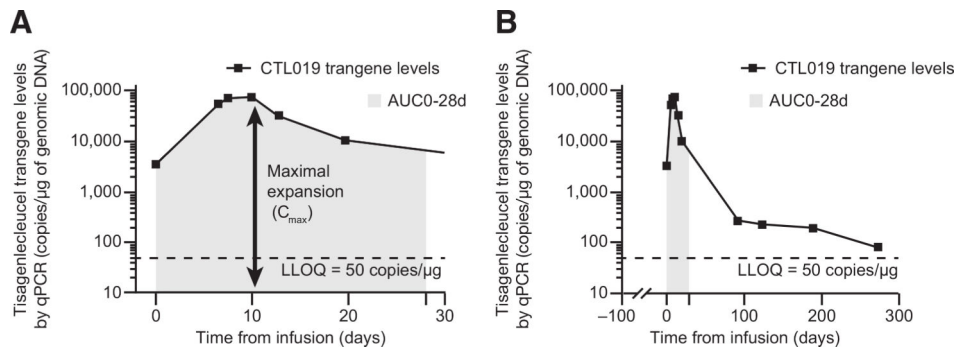 A
Tisagenlecleucel transgene levels
by qPCR (copies/µg of genomic DNA)
CTL019 trangene levels
AUC0-28d
100,000
10,000
1,000
100
10
Maximal
expansion
(Cmax)
LLOQ = 50 copies/µg
0 10 20 30
Time from infusion (days)
B
Tisagenlecleucel transgene levels
by qPCR (copies/µg of genomic DNA)
CTL019 trangene levels
AUC0-28d
100,000
10,000
1,000
100
10
LLOQ = 50 copies/µg
–100 0 100 200 300
Time from infusion (days)